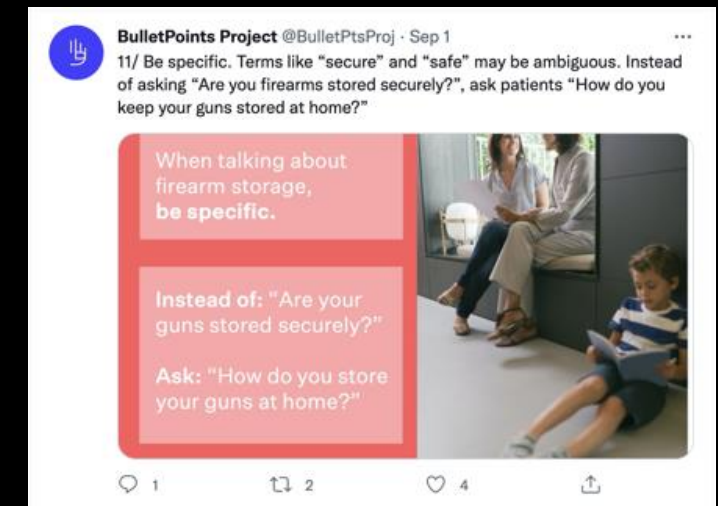 BulletPoints Project @BulletPtsProj · Sep 1
11/ Be specific. Terms like “secure” and “safe” may be ambiguous. Instead
of asking “Are you firearms stored securely?”, ask patients “How do you
keep your guns stored at home?”
When talking about
firearm storage,
be specific.
Instead of: "Are your
guns stored securely?"
Ask: "How do you store
your guns at home?"
1 2 4